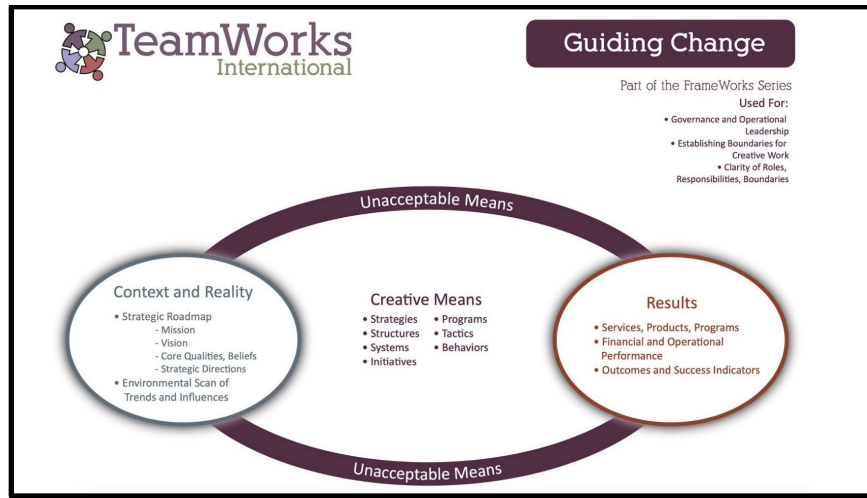 TeamWorks
International
Guiding Change
Part of the FrameWorks Series
Used For:
• Governance and Operational
Leadership
• Establishing Boundaries for
Creative Work
• Clarity of Roles,
Responsibilities, Boundaries
Unacceptable Means
Context and Reality
• Strategic Roadmap
- Mission
- Vision
- Core Qualities, Beliefs
- Strategic Directions
• Environmental Scan of
Trends and Influences
Creative Means
• Strategies
• Structures
• Systems
• Initiatives
• Programs
• Tactics
• Behaviors
Results
• Services, Products, Programs
• Financial and Operational
Performance
• Outcomes and Success Indicators
Unacceptable Means